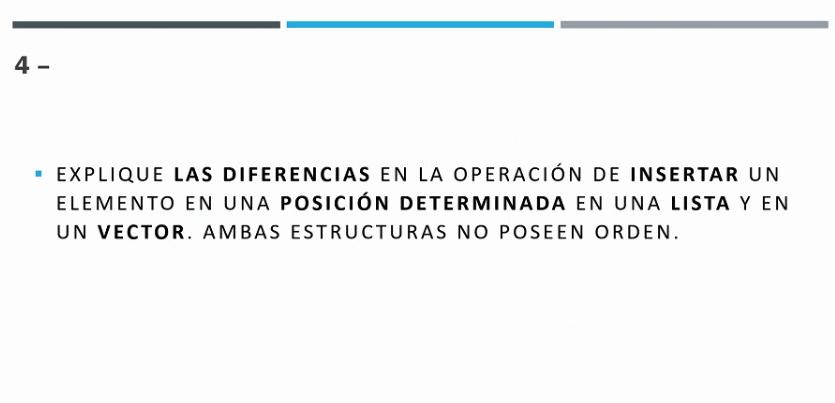 4 –
▪ EXPLIQUE LAS DIFERENCIAS EN LA OPERACIÓN DE INSERTAR UN
ELEMENTO EN UNA POSICIÓN DETERMINADA EN UNA LISTA Y EN
UN VECTOR. AMBAS ESTRUCTURAS NO POSEEN ORDEN.